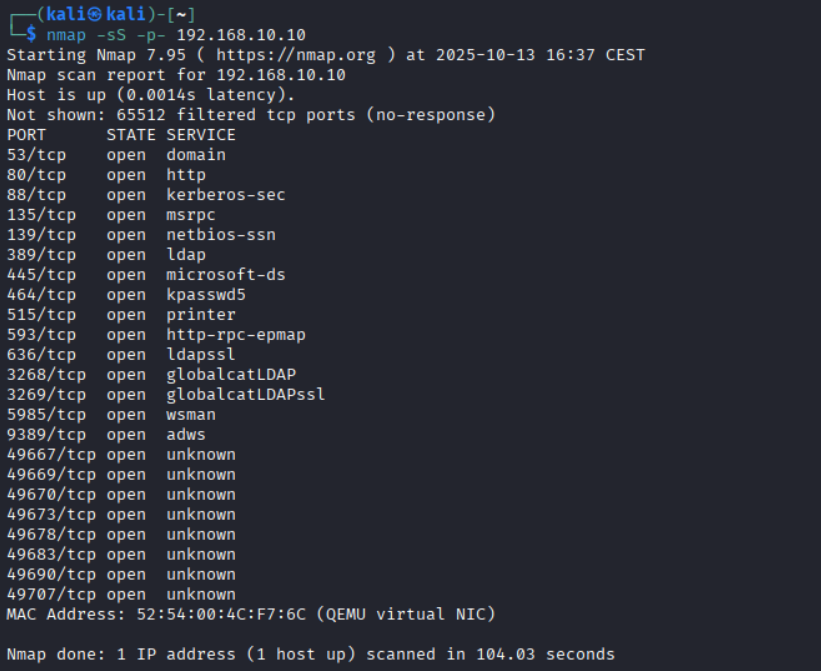 ┌──(kali㉿kali)-[~]
└─$ nmap -sS -p- 192.168.10.10
Starting Nmap 7.95 ( https://nmap.org ) at 2025-10-13 16:37 CEST
Nmap scan report for 192.168.10.10
Host is up (0.0014s latency).
Not shown: 65512 filtered tcp ports (no-response)
PORT      STATE SERVICE
53/tcp    open  domain
80/tcp    open  http
88/tcp    open  kerberos-sec
135/tcp   open  msrpc
139/tcp   open  netbios-ssn
389/tcp   open  ldap
445/tcp   open  microsoft-ds
464/tcp   open  kpasswd5
515/tcp   open  printer
593/tcp   open  http-rpc-epmap
636/tcp   open  ldapssl
3268/tcp  open  globalcatLDAP
3269/tcp  open  globalcatLDAPssl
5985/tcp  open  wsman
9389/tcp  open  adws
49667/tcp open  unknown
49669/tcp open  unknown
49670/tcp open  unknown
49673/tcp open  unknown
49678/tcp open  unknown
49683/tcp open  unknown
49690/tcp open  unknown
49707/tcp open  unknown
MAC Address: 52:54:00:4C:F7:6C (QEMU virtual NIC)
Nmap done: 1 IP address (1 host up) scanned in 104.03 seconds